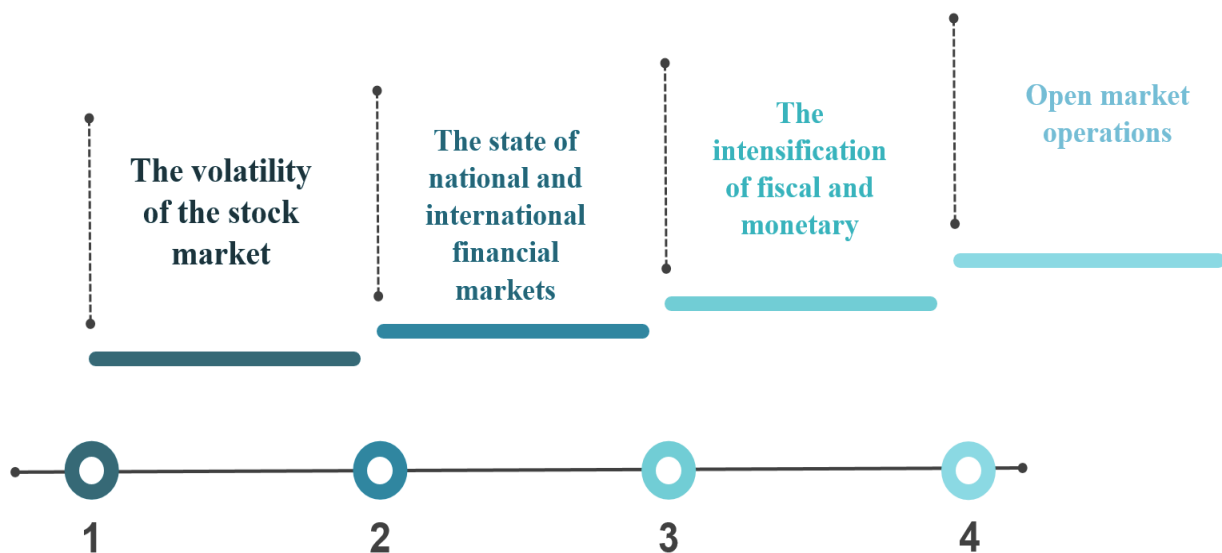 The volatility
of the stock
market
The state of
national and
international
financial
markets
The
intensification
of fiscal and
monetary
Open market
operations
1
2
3
4